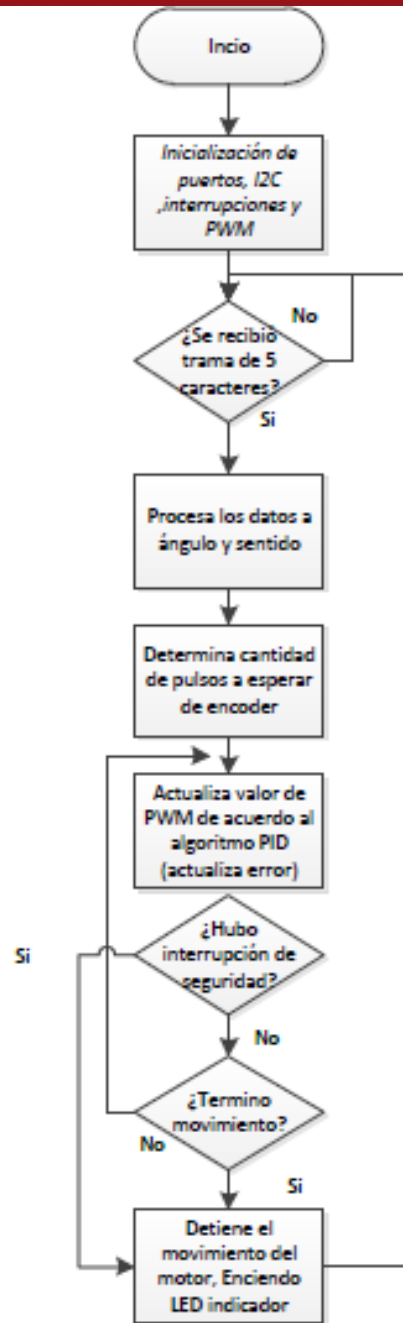 Incio
Inicialización de
puertos, I2C
,interrupciones y
PWM
No
¿Se recibió
trama de 5
caracteres?
Si
Procesa los datos a
ángulo y sentido
Determina cantidad
de pulsos a esperar
de encoder
Actualiza valor de
PWM de acuerdo al
algoritmo PID
(actualiza error)
¿Hubo
interrupción de
seguridad?
Si
No
¿Termino
movimiento?
No
Si
Detiene el
movimiento del
motor, Enciendo
LED indicador